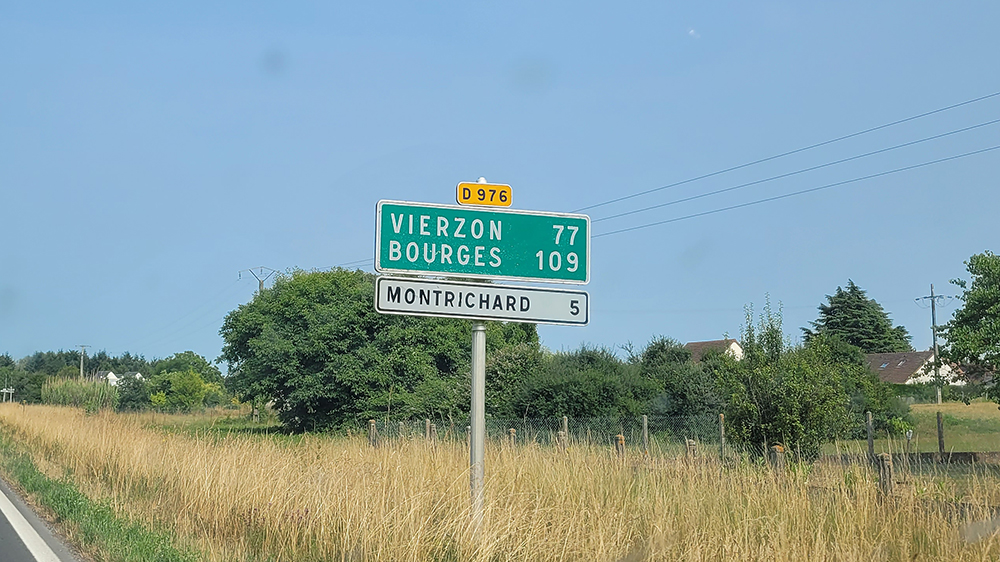 D 976
VIERZON 77
BOURGES 109
MONTRICHARD 5